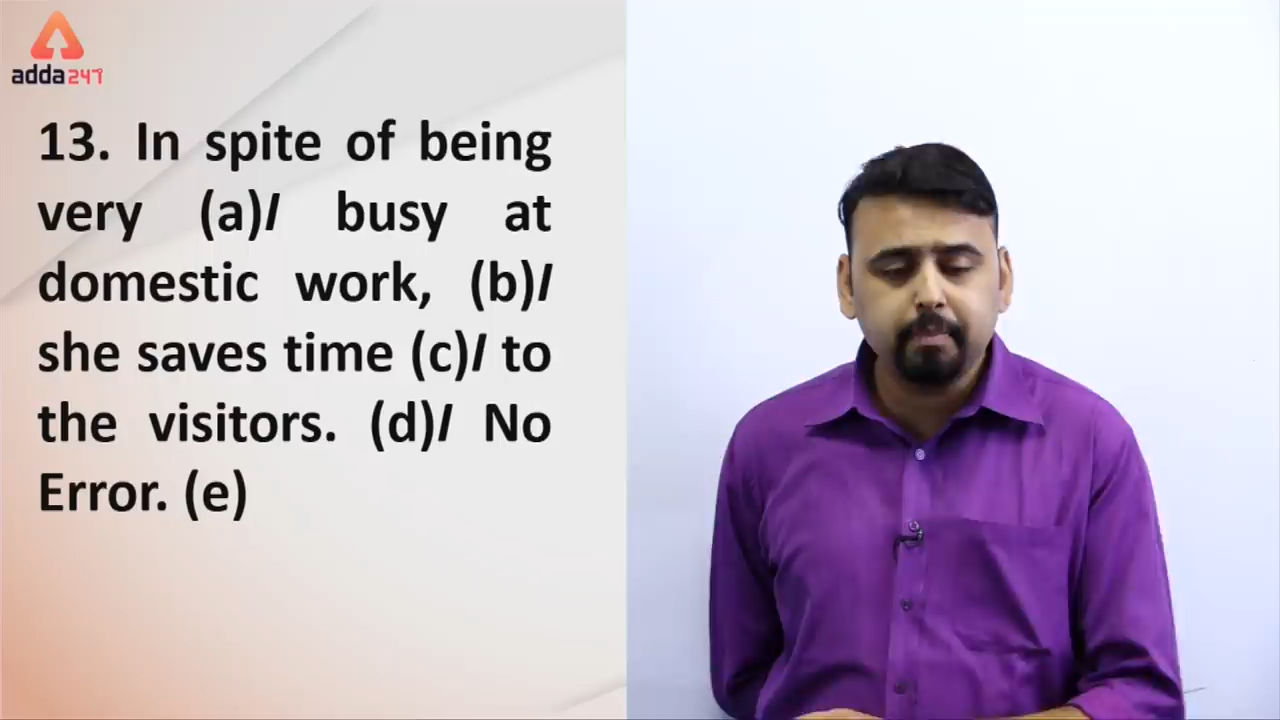 adda247
13. In spite of being
very (a)/ busy at
domestic work, (b)/
she saves time (c)/ to
the visitors. (d)/ No
Error. (e)